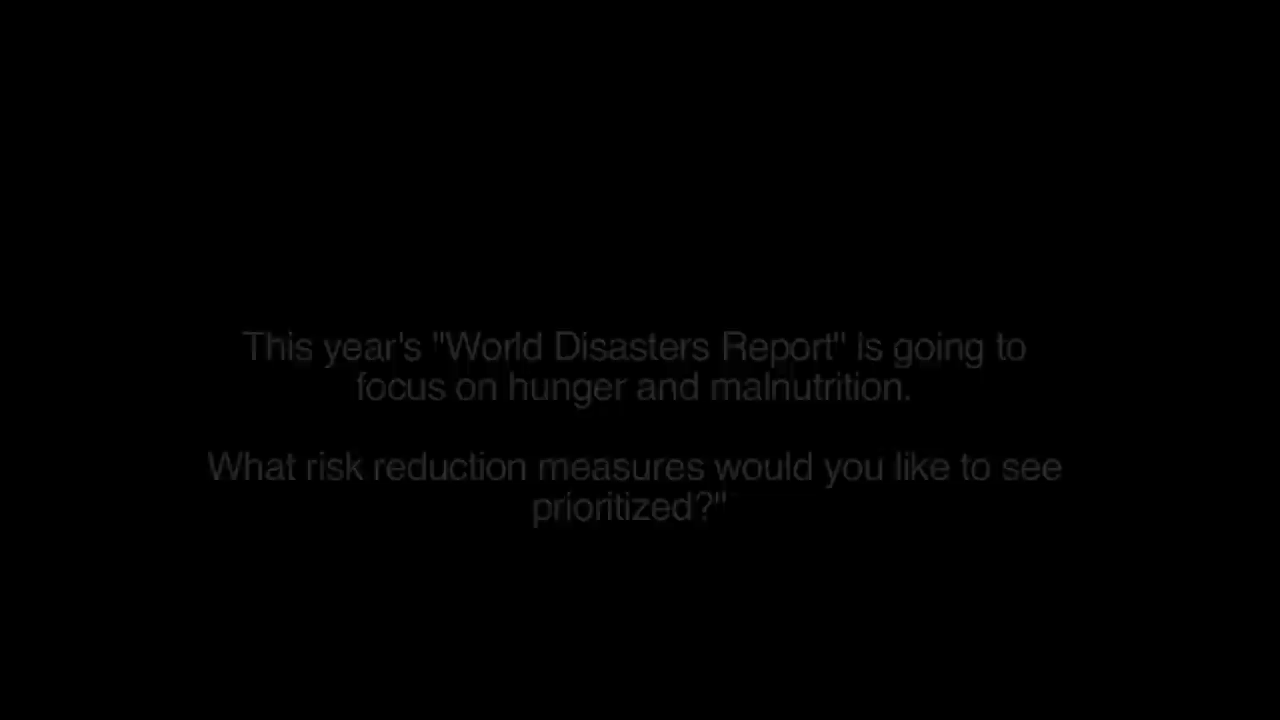 This year's "World Disasters Report" Is going to
focus on hunger and malnutrition.
What risk reduction measures would you like to see
prioritized?"